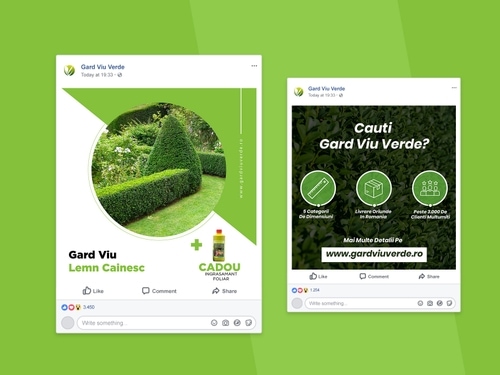 Gard Viu Verde
Today at 19:33
www.gardviuverde.ro
Gard Viu
Lemn Cainesc
+
CADOU
INGRASAMANT
FOLIAR
Like
Comment
Share
3,450
Write something...
Gard Viu Verde
Today at 19:33
Cauti
Gard Viu Verde?
5 Categorii
De Dimensiuni
Livrare Oriunde
In Romania
Peste 3.000 De
Clienti Multumiti
Mai Multe Detalii Pe
www.gardviuverde.ro
Like
Comment
Share
Write something...